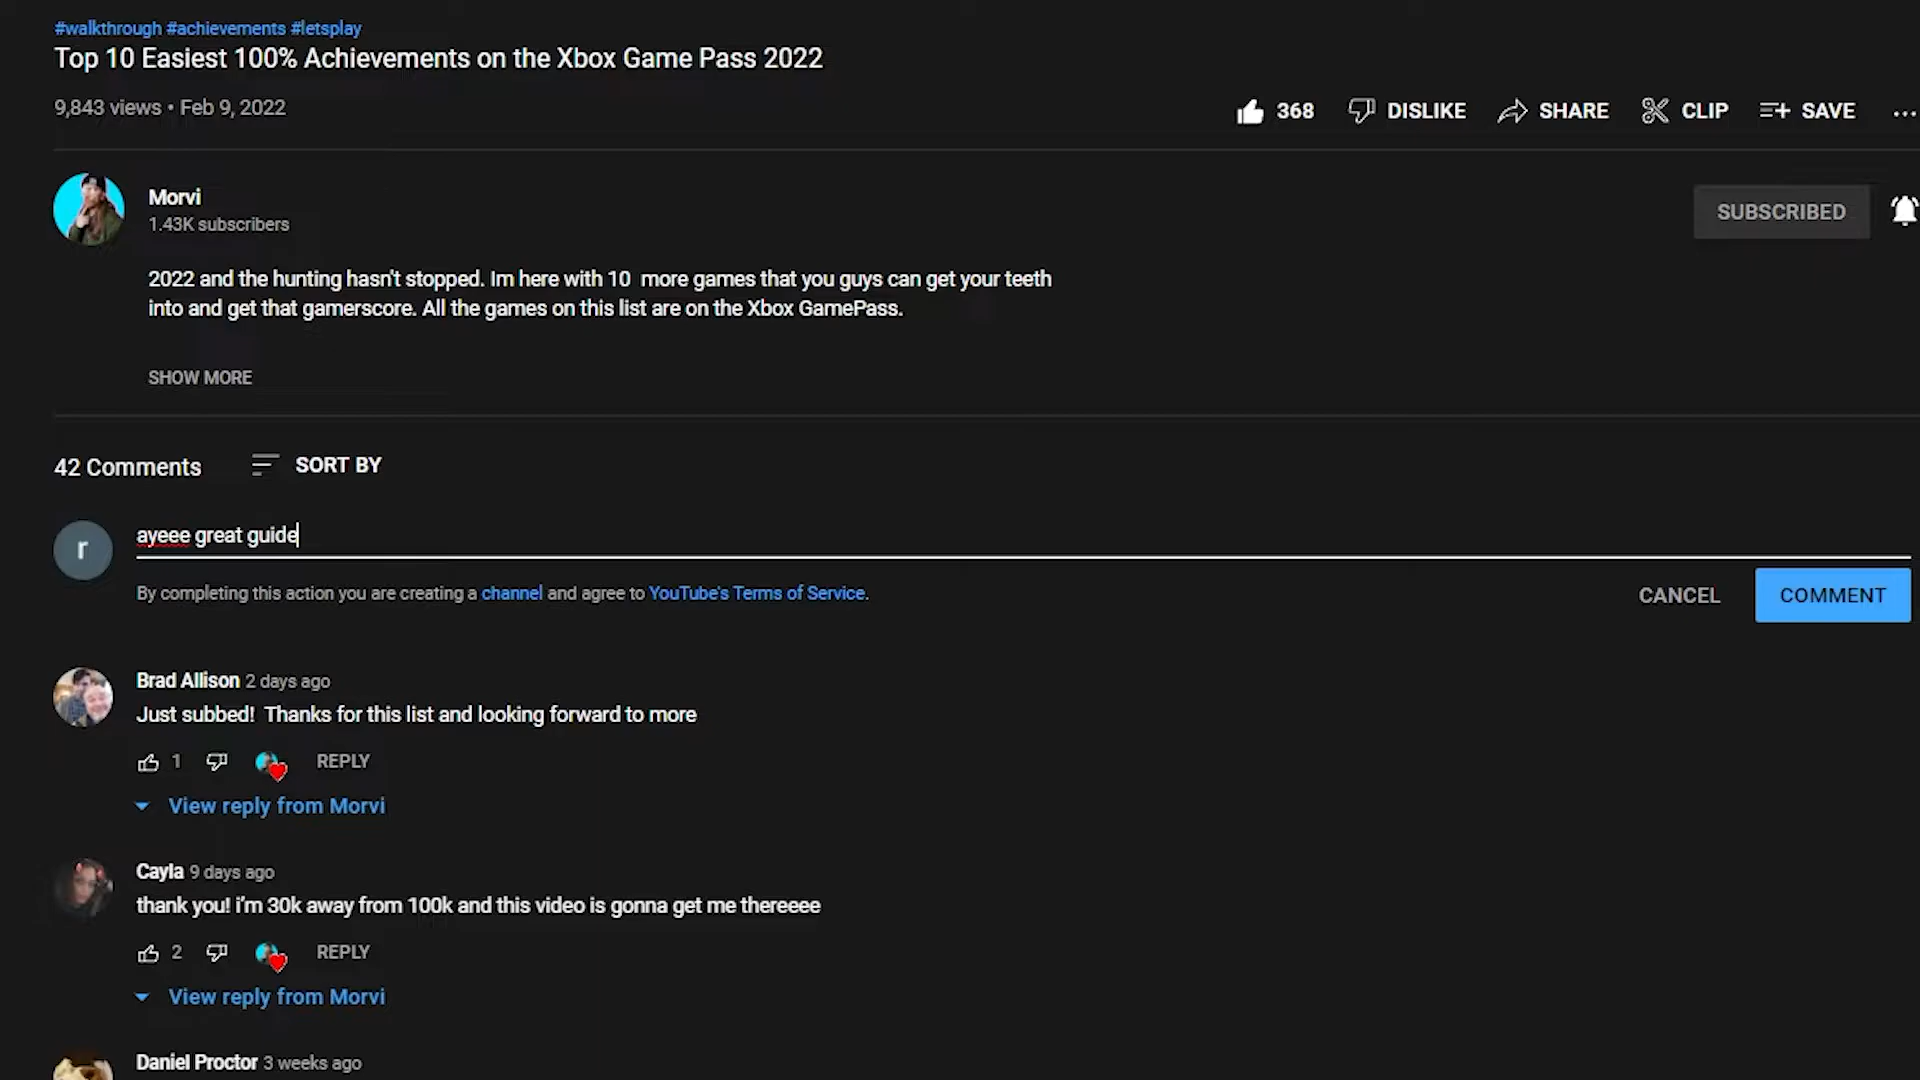 #walkthrough #achievements #letsplay
Top 10 Easiest 100% Achievements on the Xbox Game Pass 2022
9,843 views • Feb 9, 2022
368 DISLIKE SHARE CLIP SAVE ...
Morvi
1.43K subscribers
SUBSCRIBED
2022 and the hunting hasn't stopped. Im here with 10  more games that you guys can get your teeth
into and get that gamerscore. All the games on this list are on the Xbox GamePass.
SHOW MORE
42 Comments SORT BY
r
ayeee great guide
By completing this action you are creating a channel and agree to YouTube's Terms of Service.
CANCEL COMMENT
Brad Allison 2 days ago
Just subbed!  Thanks for this list and looking forward to more
1 REPLY
View reply from Morvi
Cayla 9 days ago
thank you! i'm 30k away from 100k and this video is gonna get me thereeee
2 REPLY
View reply from Morvi
Daniel Proctor 3 weeks ago